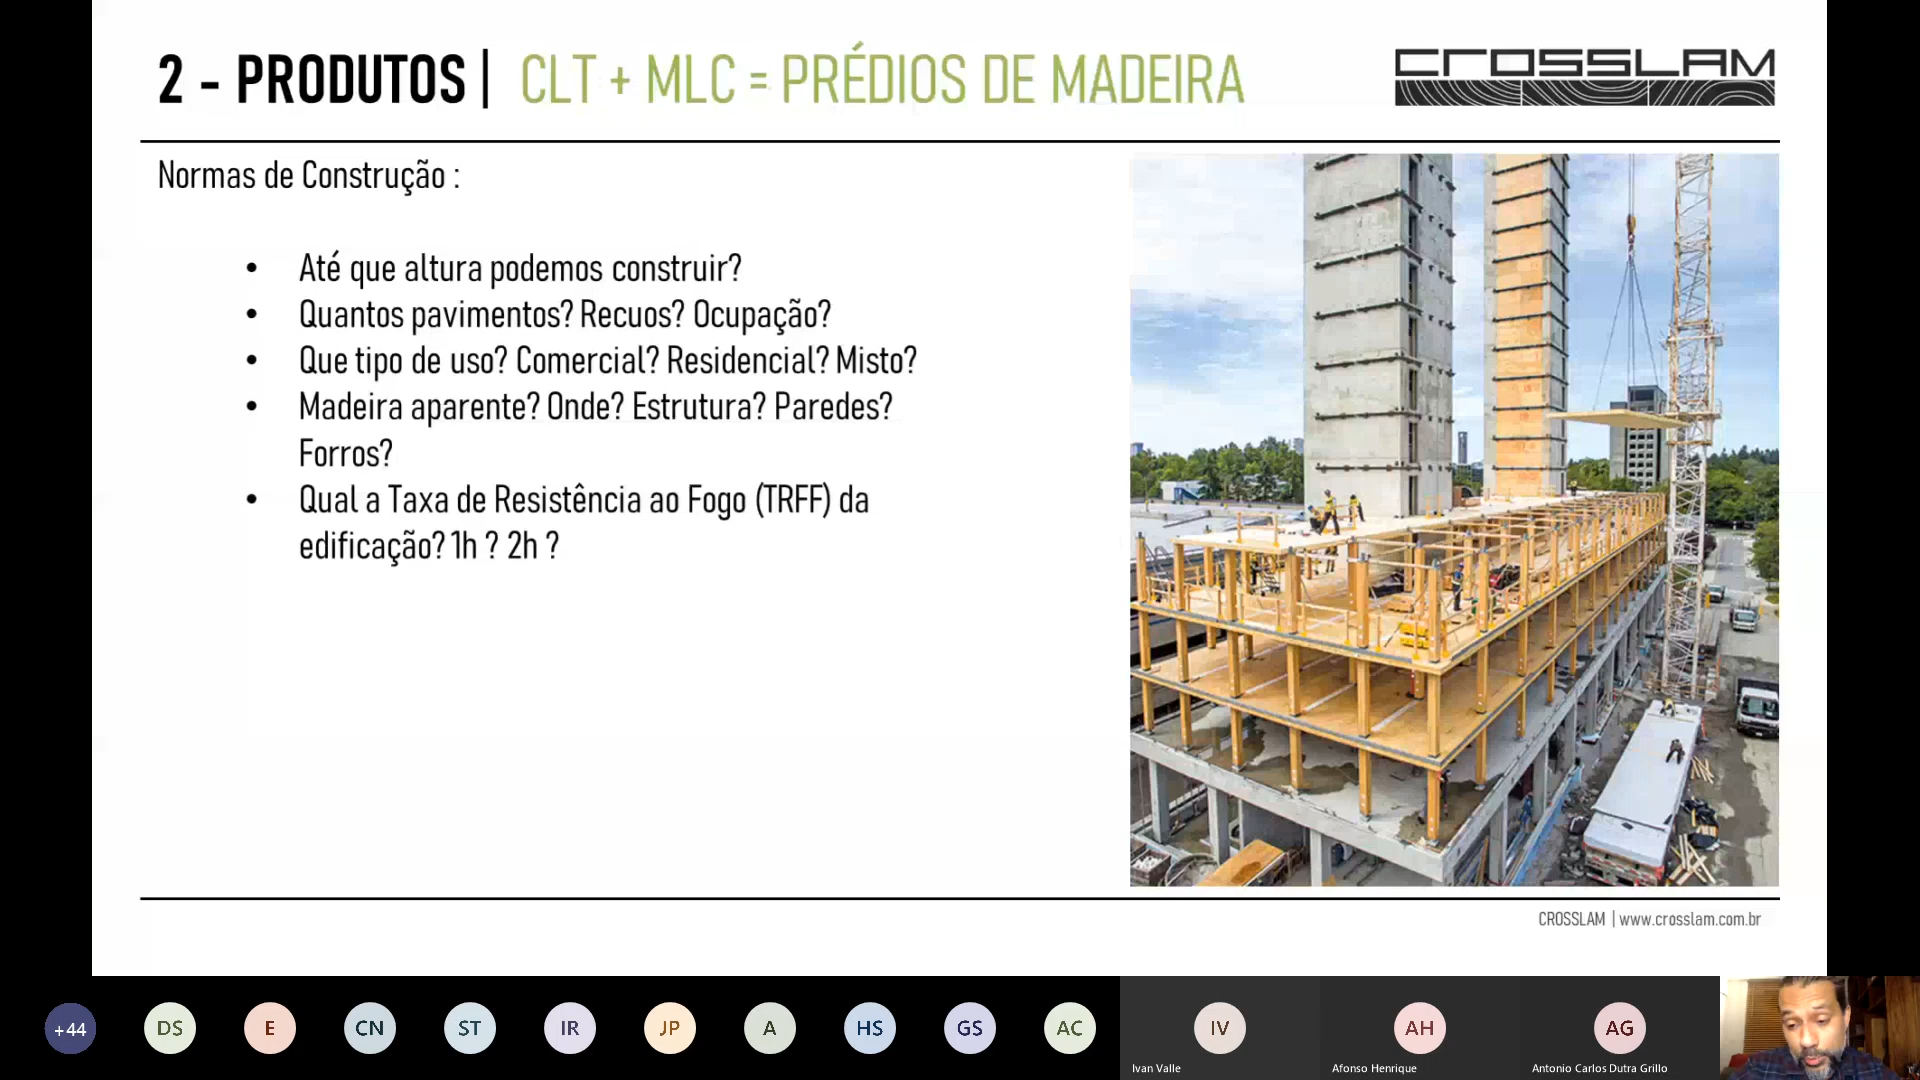 2 - PRODUTOS| CLT + MLC = PRÉDIOS DE MADEIRA
CROSSLAM
Normas de Construção :
• Até que altura podemos construir?
• Quantos pavimentos? Recuos? Ocupação?
• Que tipo de uso? Comercial? Residencial? Misto?
• Madeira aparente? Onde? Estrutura? Paredes?
Forros?
• Qual a Taxa de Resistência ao Fogo (TRFF) da
edificação? 1h ? 2h ?
CROSSLAM | www.crosslam.com.br
+44 DS E CN ST IR JP A HS GS AC IV AH AG
Ivan Valle Afonso Henrique Antonio Carlos Dutra Grillo